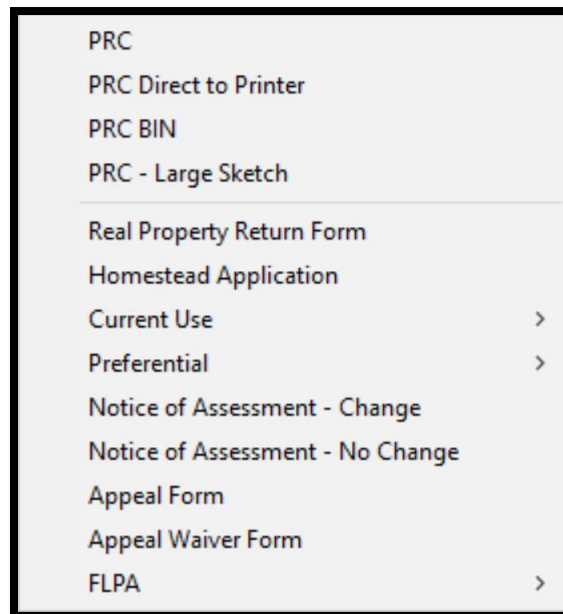 PRC
PRC Direct to Printer
PRC BIN
PRC - Large Sketch
Real Property Return Form
Homestead Application
Current Use
Preferential
Notice of Assessment - Change
Notice of Assessment - No Change
Appeal Form
Appeal Waiver Form
FLPA